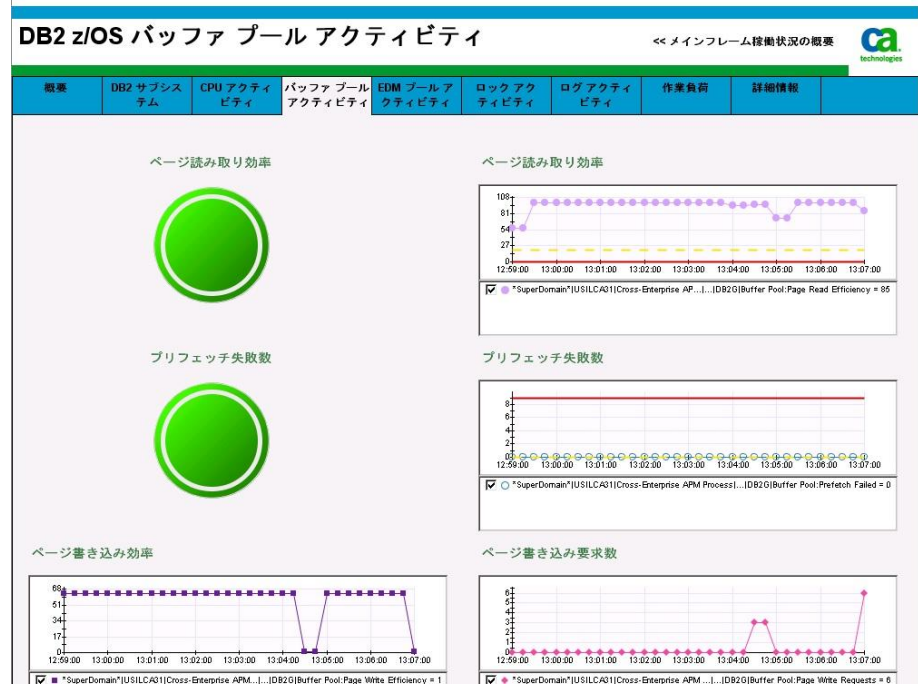 DB2 z/OS バッファ プール アクティビティ
<< メインフレーム稼働状況の概要
ca
technologies
概要
DB2 サブシス
テム
CPU アクティ
ビティ
バッファ プール
アクティビティ
EDM プール ア
クティビティ
ロック アク
ティビティ
ログ アクティ
ビティ
作業負荷
詳細情報
ページ読み取り効率
ページ読み取り効率
108
81
54
27
0
12:59:00 13:00:00 13:01:00 13:02:00 13:03:00 13:04:00 13:05:00 13:06:00 13:07:00
*SuperDomain*|USILCA31|Cross-Enterprise AP...|...|DB2G|Buffer Pool:Page Read Efficiency = 85
プリフェッチ失敗数
プリフェッチ失敗数
8
6
4
2
0
12:59:00 13:00:00 13:01:00 13:02:00 13:03:00 13:04:00 13:05:00 13:06:00 13:07:00
*SuperDomain*|USILCA31|Cross-Enterprise APM Process|...|DB2G|Buffer Pool:Prefetch Failed = 0
ページ書き込み効率
68
51
34
17
0
12:59:00 13:00:00 13:01:00 13:02:00 13:03:00 13:04:00 13:05:00 13:06:00 13:07:00
*SuperDomain*|USILCA31|Cross-Enterprise APM...|...|DB2G|Buffer Pool:Page Write Efficiency = 1
ページ書き込み要求数
6
5
4
3
2
1
0
12:59:00 13:00:00 13:01:00 13:02:00 13:03:00 13:04:00 13:05:00 13:06:00 13:07:00
*SuperDomain*|USILCA31|Cross-Enterprise APM ...|...|DB2G|Buffer Pool:Page Write Requests = 6